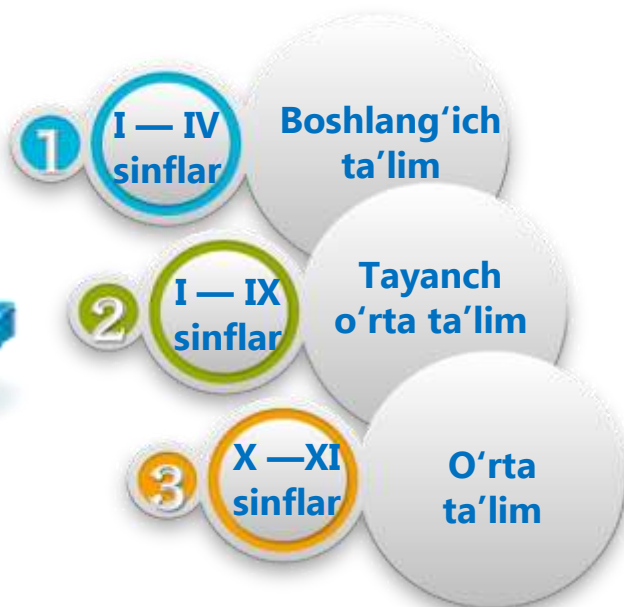 1
I — IV
sinflar
Boshlang‘ich
ta’lim
2
I — IX
sinflar
Tayanch
o‘rta ta’lim
3
X —XI
sinflar
O‘rta
ta’lim